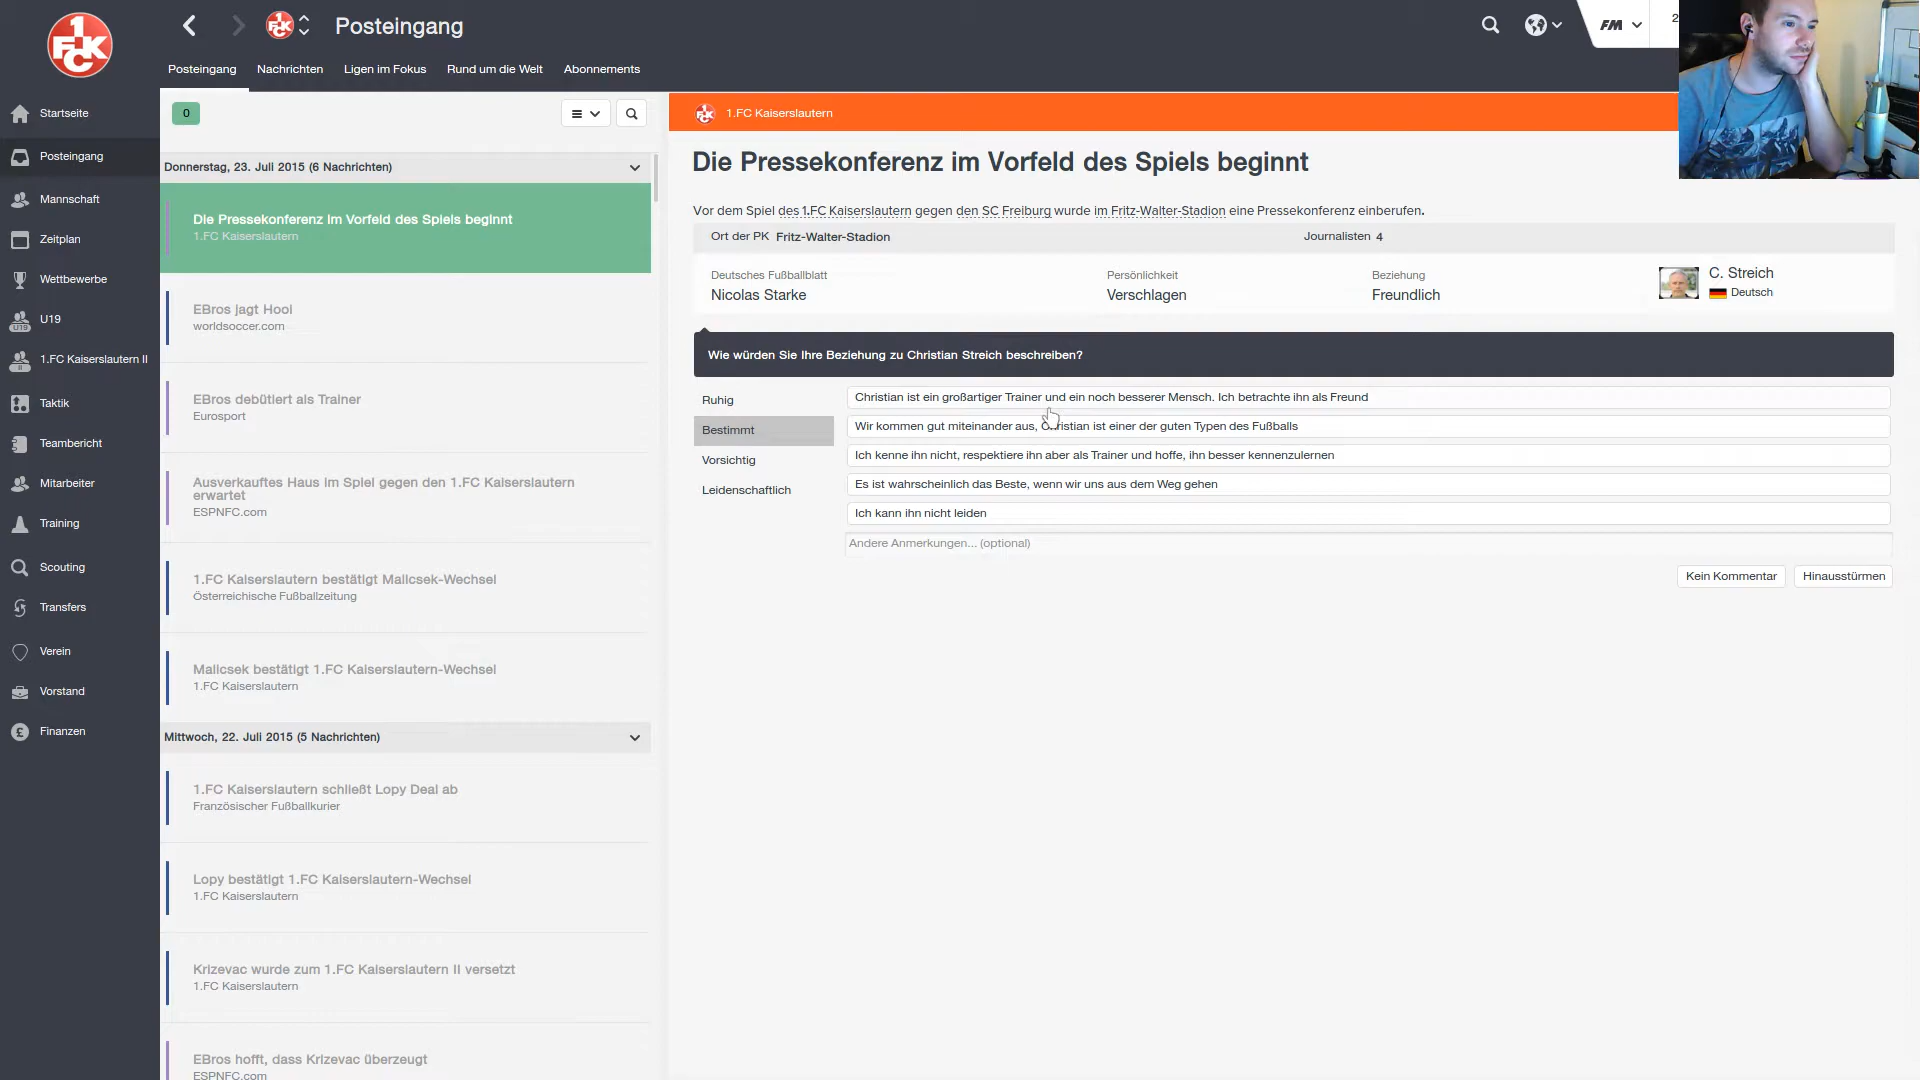 Posteingang
FM
2
Posteingang
Nachrichten
Ligen im Fokus
Rund um die Welt
Abonnements
Startseite
Posteingang
Mannschaft
Zeitplan
Wettbewerbe
U19
1.FC Kaiserslautern II
Taktik
Teambericht
Mitarbeiter
Training
Scouting
Transfers
Verein
Vorstand
Finanzen
0
Donnerstag, 23. Juli 2015 (6 Nachrichten)
Die Pressekonferenz im Vorfeld des Spiels beginnt
1.FC Kaiserslautern
EBros jagt Hooi
worldsoccer.com
EBros debütiert als Trainer
Eurosport
Ausverkauftes Haus im Spiel gegen den 1.FC Kaiserslautern
erwartet
ESPNFC.com
1.FC Kaiserslautern bestätigt Malicsek-Wechsel
Österreichische Fußballzeitung
Malicsek bestätigt 1.FC Kaiserslautern-Wechsel
1.FC Kaiserslautern
Mittwoch, 22. Juli 2015 (5 Nachrichten)
1.FC Kaiserslautern schließt Lopy Deal ab
Französischer Fußballkurier
Lopy bestätigt 1.FC Kaiserslautern-Wechsel
1.FC Kaiserslautern
Krizevac wurde zum 1.FC Kaiserslautern II versetzt
1.FC Kaiserslautern
EBros hofft, dass Krizevac überzeugt
ESPNFC.com
1.FC Kaiserslautern
Die Pressekonferenz im Vorfeld des Spiels beginnt
Vor dem Spiel des 1.FC Kaiserslautern gegen den SC Freiburg wurde im Fritz-Walter-Stadion eine Pressekonferenz einberufen.
Ort der PK Fritz-Walter-Stadion
Journalisten 4
Deutsches Fußballblatt
Nicolas Starke
Persönlichkeit
Verschlagen
Beziehung
Freundlich
C. Streich
Deutsch
Wie würden Sie Ihre Beziehung zu Christian Streich beschreiben?
Ruhig
Bestimmt
Vorsichtig
Leidenschaftlich
Christian ist ein großartiger Trainer und ein noch besserer Mensch. Ich betrachte ihn als Freund
Wir kommen gut miteinander aus, Christian ist einer der guten Typen des Fußballs
Ich kenne ihn nicht, respektiere ihn aber als Trainer und hoffe, ihn besser kennenzulernen
Es ist wahrscheinlich das Beste, wenn wir uns aus dem Weg gehen
Ich kann ihn nicht leiden
Andere Anmerkungen... (optional)
Kein Kommentar
Hinausstürmen